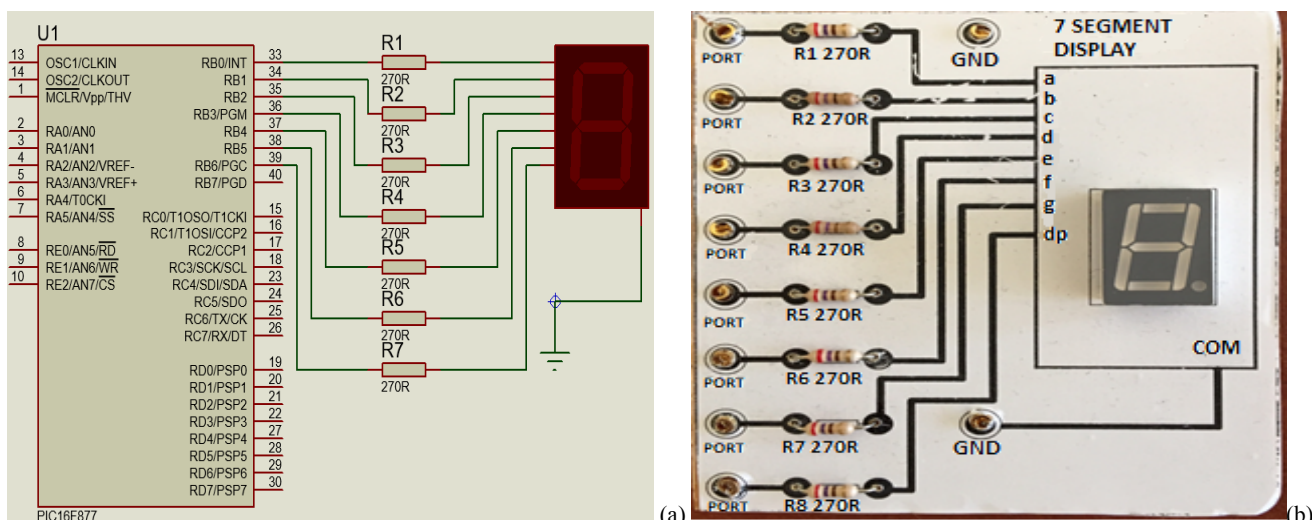 U1
13 OSC1/CLKIN RB0/INT 33
14 OSC2/CLKOUT RB1 34
1 MCLR/Vpp/THV RB2 35
RB3/PGM 36
2 RA0/AN0 RB4 37
3 RA1/AN1 RB5 38
4 RA2/AN2/VREF- RB6/PGC 39
5 RA3/AN3/VREF+ RB7/PGD 40
6 RA4/T0CKI
7 RA5/AN4/SS RC0/T1OSO/T1CKI 15
RC1/T1OSI/CCP2 16
8 RE0/AN5/RD RC2/CCP1 17
9 RE1/AN6/WR RC3/SCK/SCL 18
10 RE2/AN7/CS RC4/SDI/SDA 23
RC5/SDO 24
RC6/TX/CK 25
RC7/RX/DT 26
RD0/PSP0 19
RD1/PSP1 20
RD2/PSP2 21
RD3/PSP3 22
RD4/PSP4 27
RD5/PSP5 28
RD6/PSP6 29
RD7/PSP7 30
PIC16F877
R1
270R
R2
270R
R3
270R
R4
270R
R5
270R
R6
270R
R7
270R
(a)
7 SEGMENT
DISPLAY
PORT R1 270R GND
PORT R2 270R
PORT R3 270R
PORT R4 270R
PORT R5 270R
PORT R6 270R
PORT R7 270R GND
PORT R8 270R
a
b
c
d
e
f
g
dp
COM
(b)